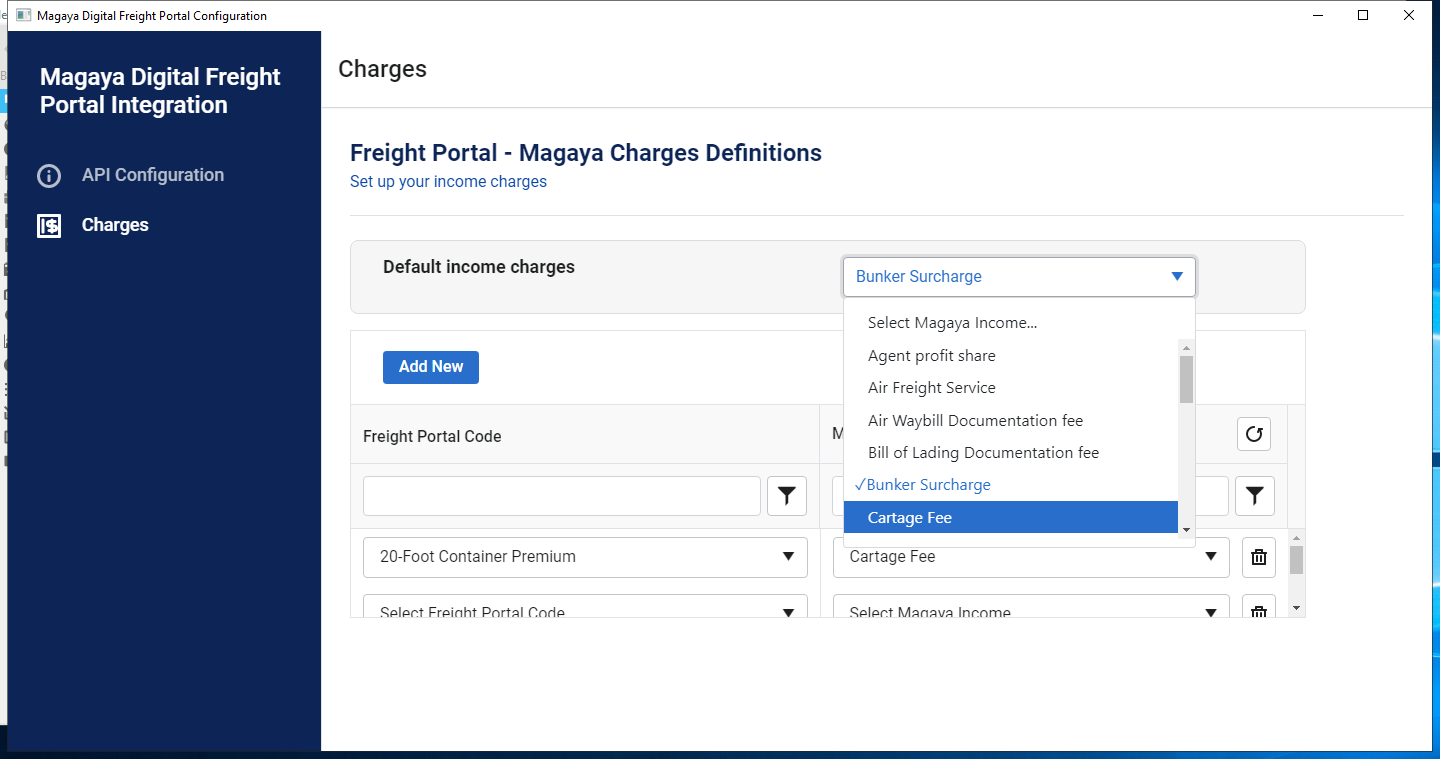 Magaya Digital Freight Portal Configuration
Magaya Digital Freight
Portal Integration
API Configuration
Charges
Charges
Freight Portal - Magaya Charges Definitions
Set up your income charges
Default income charges
Bunker Surcharge
Select Magaya Income...
Agent profit share
Air Freight Service
Air Waybill Documentation fee
Bill of Lading Documentation fee
✓Bunker Surcharge
Cartage Fee
Add New
Freight Portal Code
M
20-Foot Container Premium
Cartage Fee
Select Freight Portal Code
Select Magaya Income